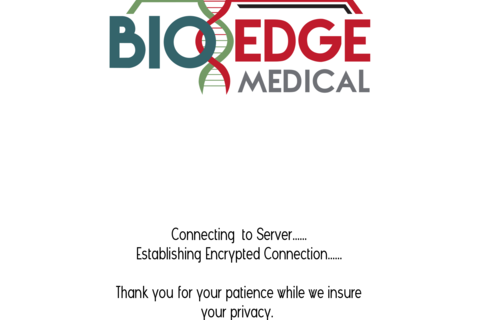 BIO EDGE
MEDICAL
Connecting to Server......
Establishing Encrypted Connection......
Thank you for your patience while we insure
your privacy.